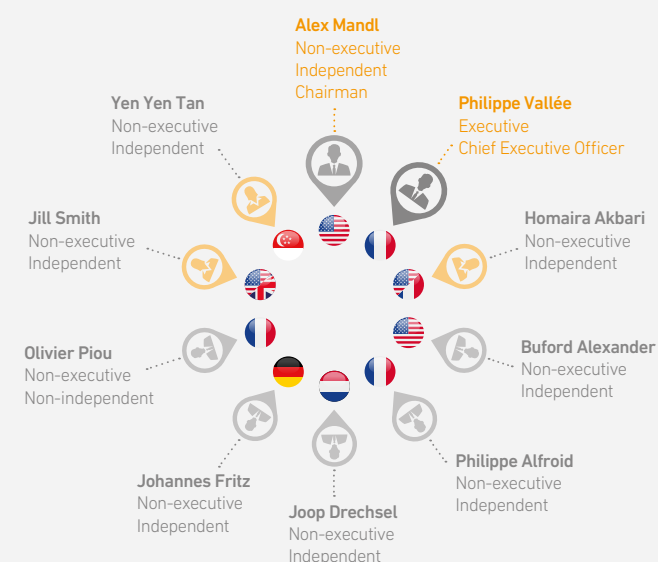 Alex Mandl
Non-executive
Independent
Chairman
Philippe Vallée
Executive
Chief Executive Officer
Homaira Akbari
Non-executive
Independent
Buford Alexander
Non-executive
Independent
Philippe Alfroid
Non-executive
Independent
Joop Drechsel
Non-executive
Independent
Johannes Fritz
Non-executive
Independent
Olivier Piou
Non-executive
Non-independent
Jill Smith
Non-executive
Independent
Yen Yen Tan
Non-executive
Independent